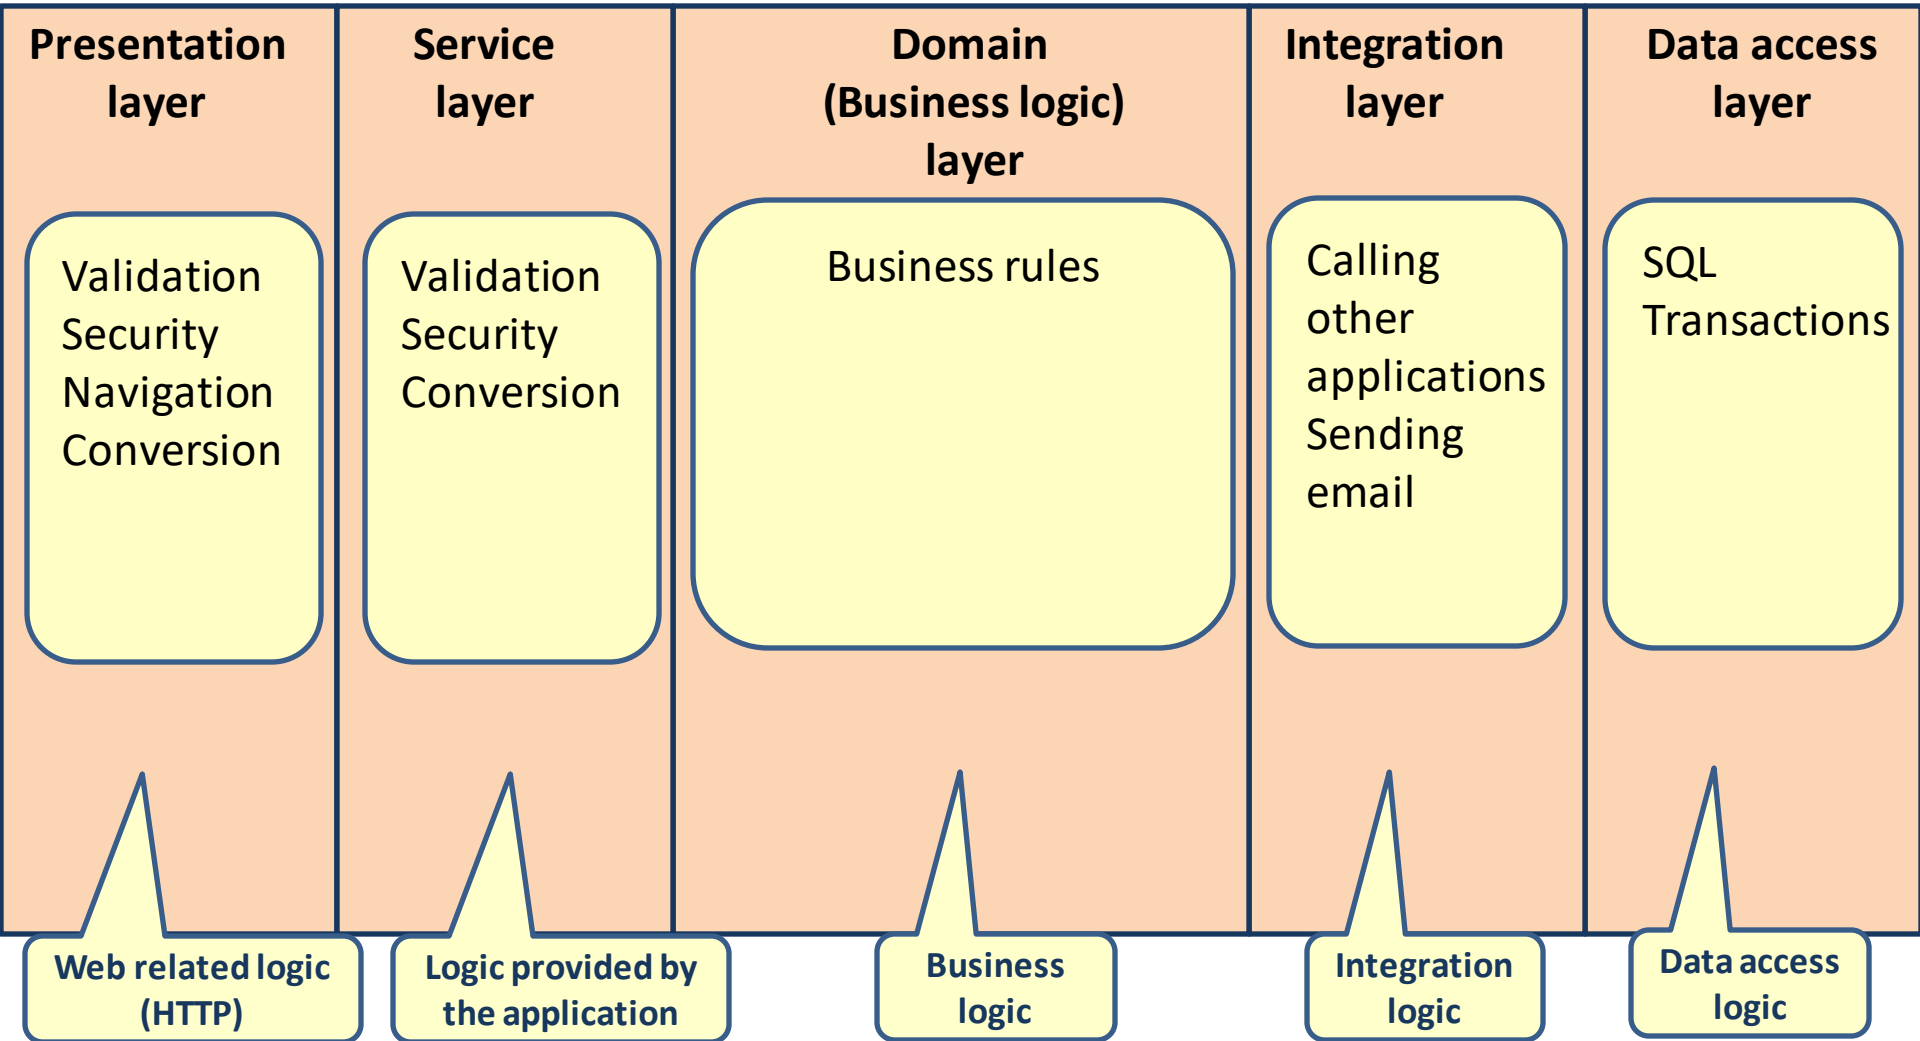 Presentation
layer
Service
layer
Domain
(Business logic)
layer
Integration
layer
Data access
layer
Validation
Security
Navigation
Conversion
Validation
Security
Conversion
Business rules
Calling
other
applications
Sending
email
SQL
Transactions
Web related logic
(HTTP)
Logic provided by
the application
Business
logic
Integration
logic
Data access
logic